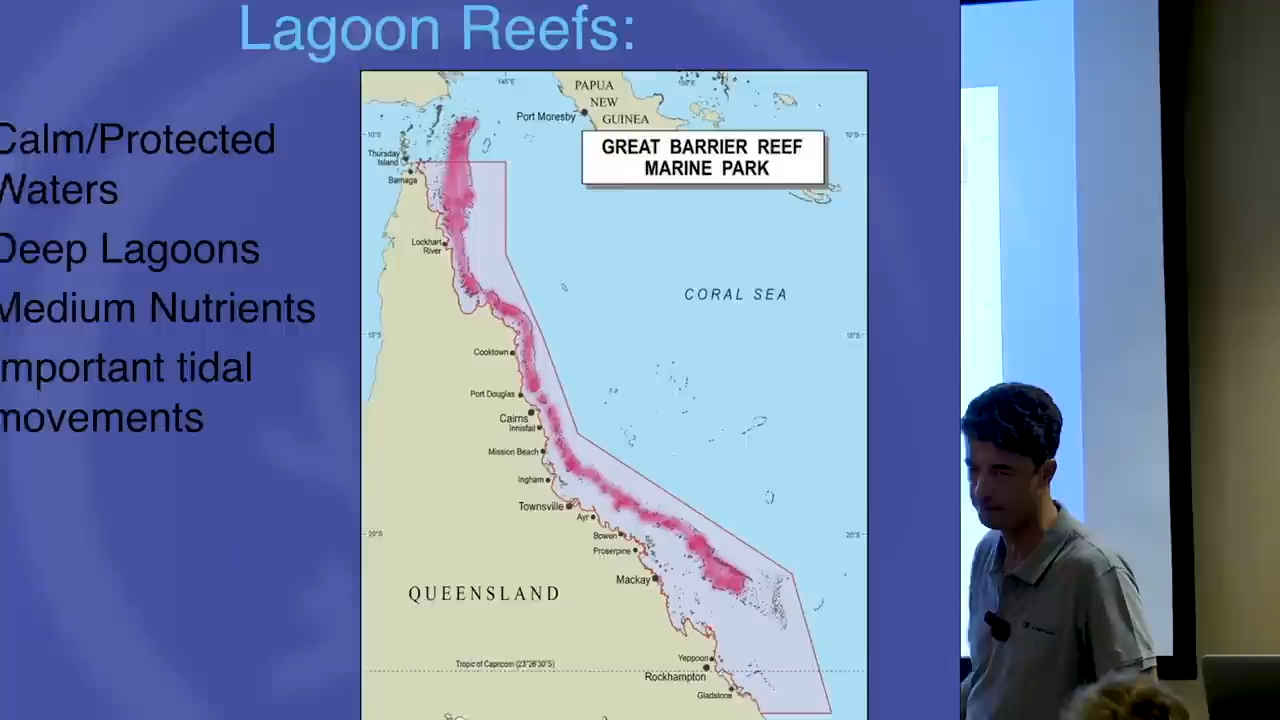 Lagoon Reefs:
Calm/Protected
Waters
Deep Lagoons
Medium Nutrients
Important tidal
movements
145°E
150°E
PAPUA
NEW
GUINEA
Port Moresby
GREAT BARRIER REEF
MARINE PARK
10°S
10°S
Thursday
Island
Bamaga
Lockhart
River
CORAL SEA
15°S
15°S
Cooktown
Port Douglas
Cairns
Innisfail
Mission Beach
Ingham
Townsville
Ayr
Bowen
20°S
20°S
Proserpine
Mackay
QUEENSLAND
Yeppoon
Tropic of Capricorn (23°26'30"S)
Rockhampton
Gladstone